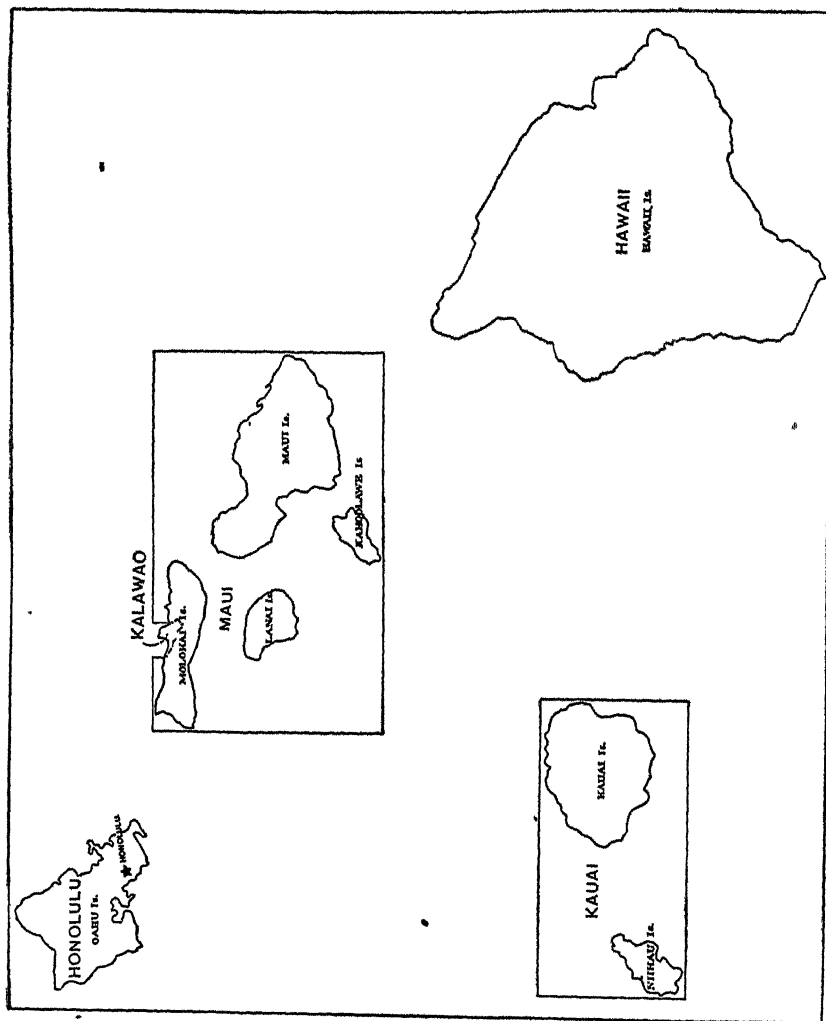 HONOLULU
OAHU Is.
HONOLULU
KALAWAO
MOLOKAI Is.
MAUI
LANAI Is.
MAUI Is.
KAHOOLAWE Is
HAWAII
HAWAII Is.
KAUAI
KAUAI Is.
NIIHAU Is.